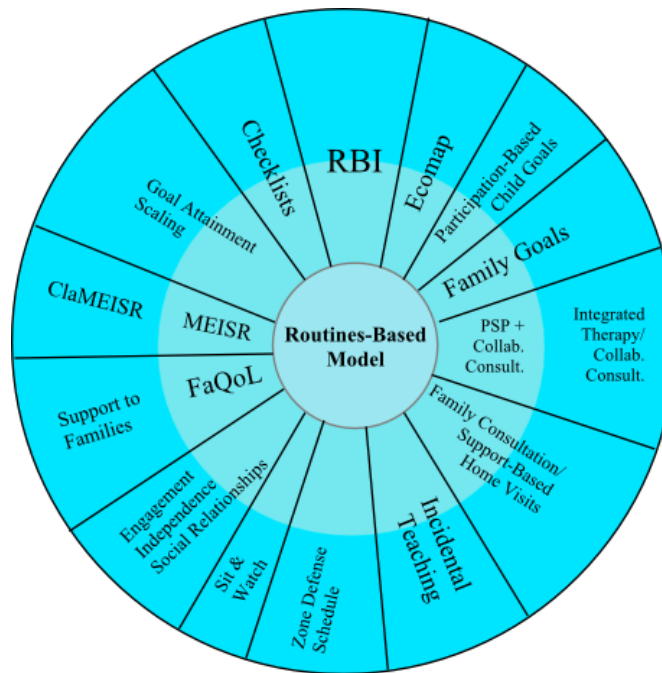 RBI
Ecomap
Participation-Based
Child Goals
Family Goals
PSP +
Collab.
Consult.
Integrated
Therapy/
Collab.
Consult.
Family Consultation/
Support-Based
Home Visits
Incidental
Teaching
Zone Defense
Schedule
Sit &
Watch
Engagement
Independence
Social Relationships
FaQoL
Support to
Families
MEISR
ClaMEISR
Goal Attainment
Scaling
Checklists
Routines-Based
Model